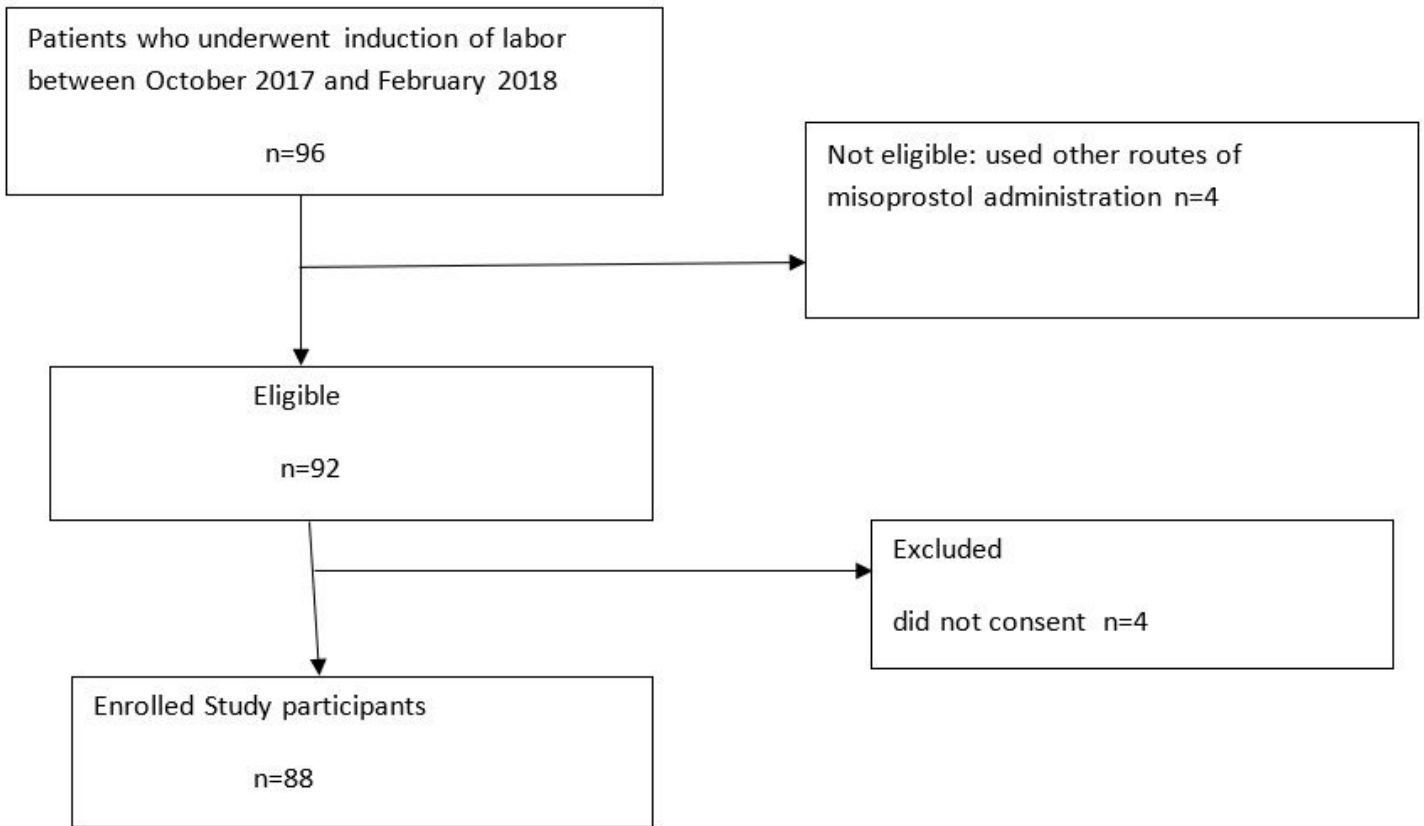 Patients who underwent induction of labor
between October 2017 and February 2018
n=96
Not eligible: used other routes of
misoprostol administration n=4
Eligible
n=92
Excluded
did not consent n=4
Enrolled Study participants
n=88